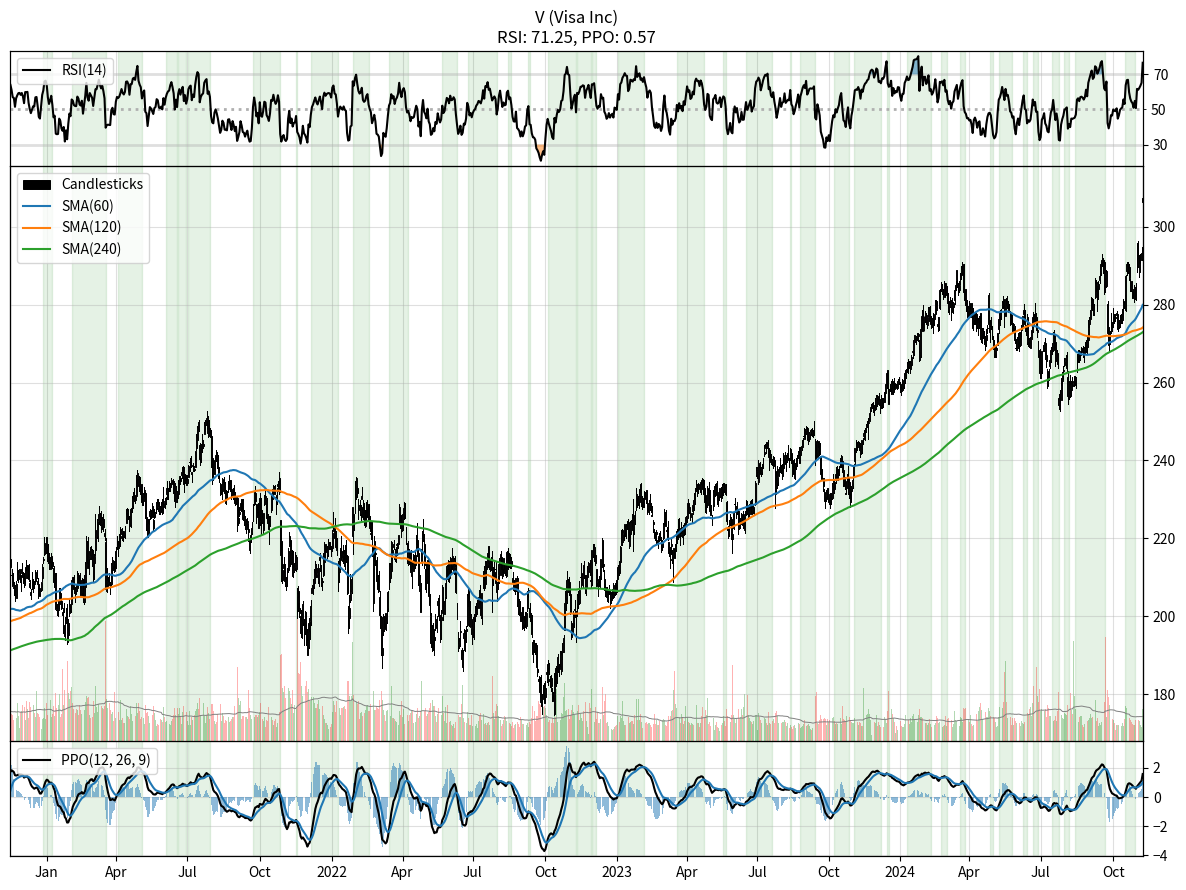 V (Visa Inc)
RSI: 71.25, PPO: 0.57
RSI(14)
70
50
30
Candlesticks
SMA(60)
SMA(120)
SMA(240)
300
280
260
240
220
200
180
PPO(12, 26, 9)
2
0
−2
−4
Jan Apr Jul Oct 2022 Apr Jul Oct 2023 Apr Jul Oct 2024 Apr Jul Oct